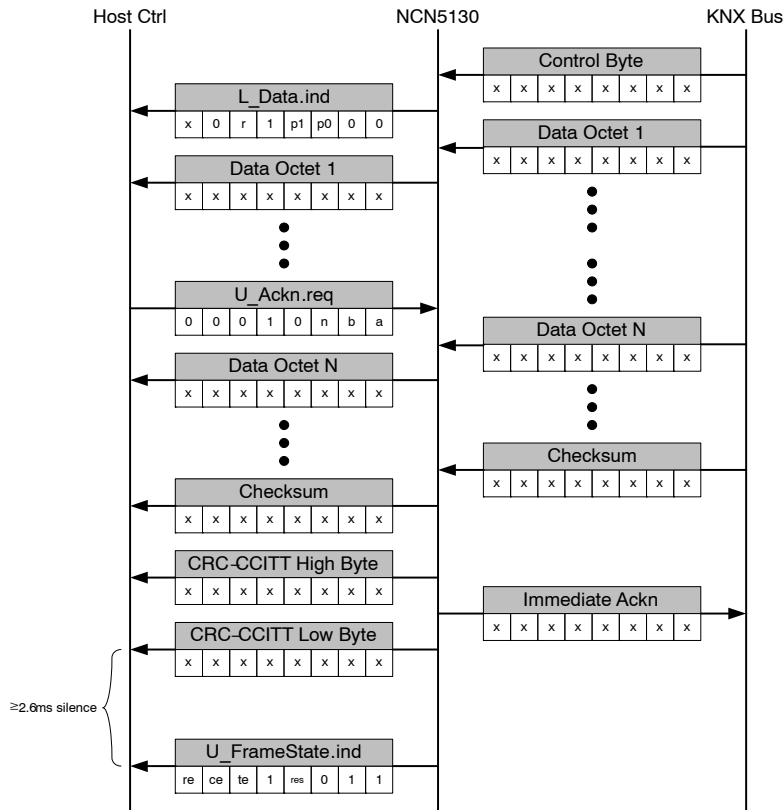 Host Ctrl NCN5130 KNX Bus
Control Byte
x x x x x x x x
L_Data.ind
x 0 r 1 p1 p0 0 0
Data Octet 1
x x x x x x x x
Data Octet 1
x x x x x x x x
U_Ackn.req
0 0 0 1 0 n b a
Data Octet N
x x x x x x x x
Data Octet N
x x x x x x x x
Checksum
x x x x x x x x
Checksum
x x x x x x x x
CRC-CCITT High Byte
x x x x x x x x
Immediate Ackn
x x x x x x x x
CRC-CCITT Low Byte
x x x x x x x x
≥2.6ms silence
U_FrameState.ind
re ce te 1 res 0 1 1